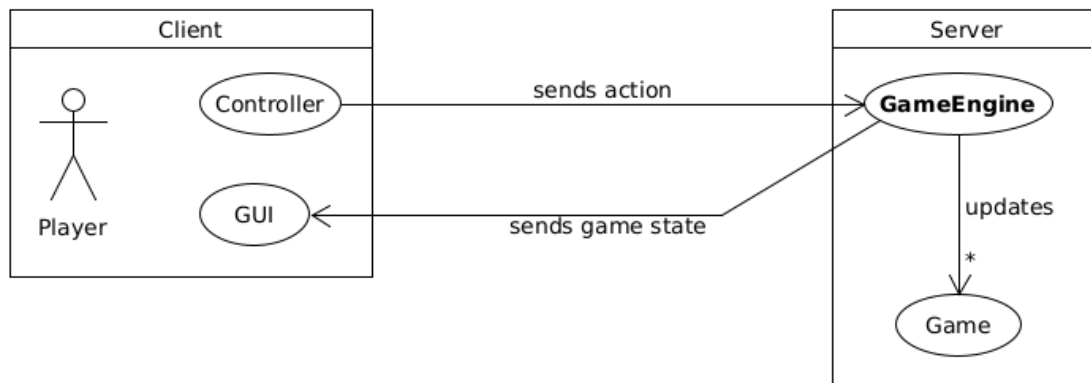 Client
Server
Controller
sends action
GameEngine
Player
GUI
sends game state
updates
*
Game